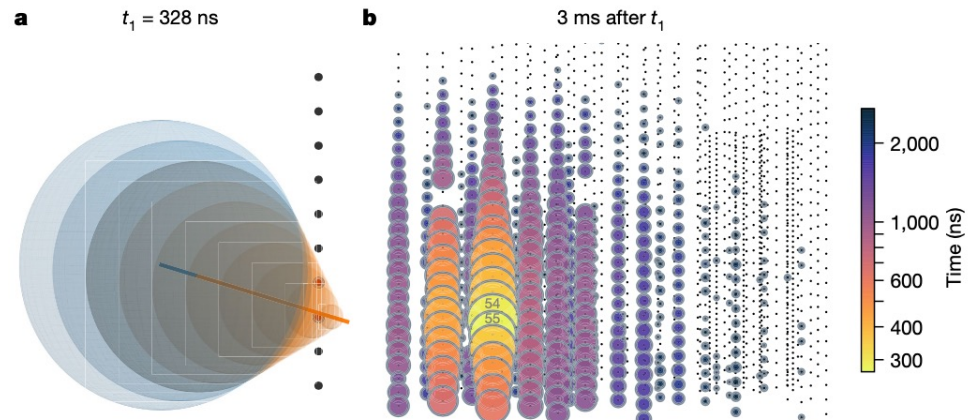 a
t1 = 328 ns
b
3 ms after t1
54
55
2,000
1,000
600
400
300
Time (ns)